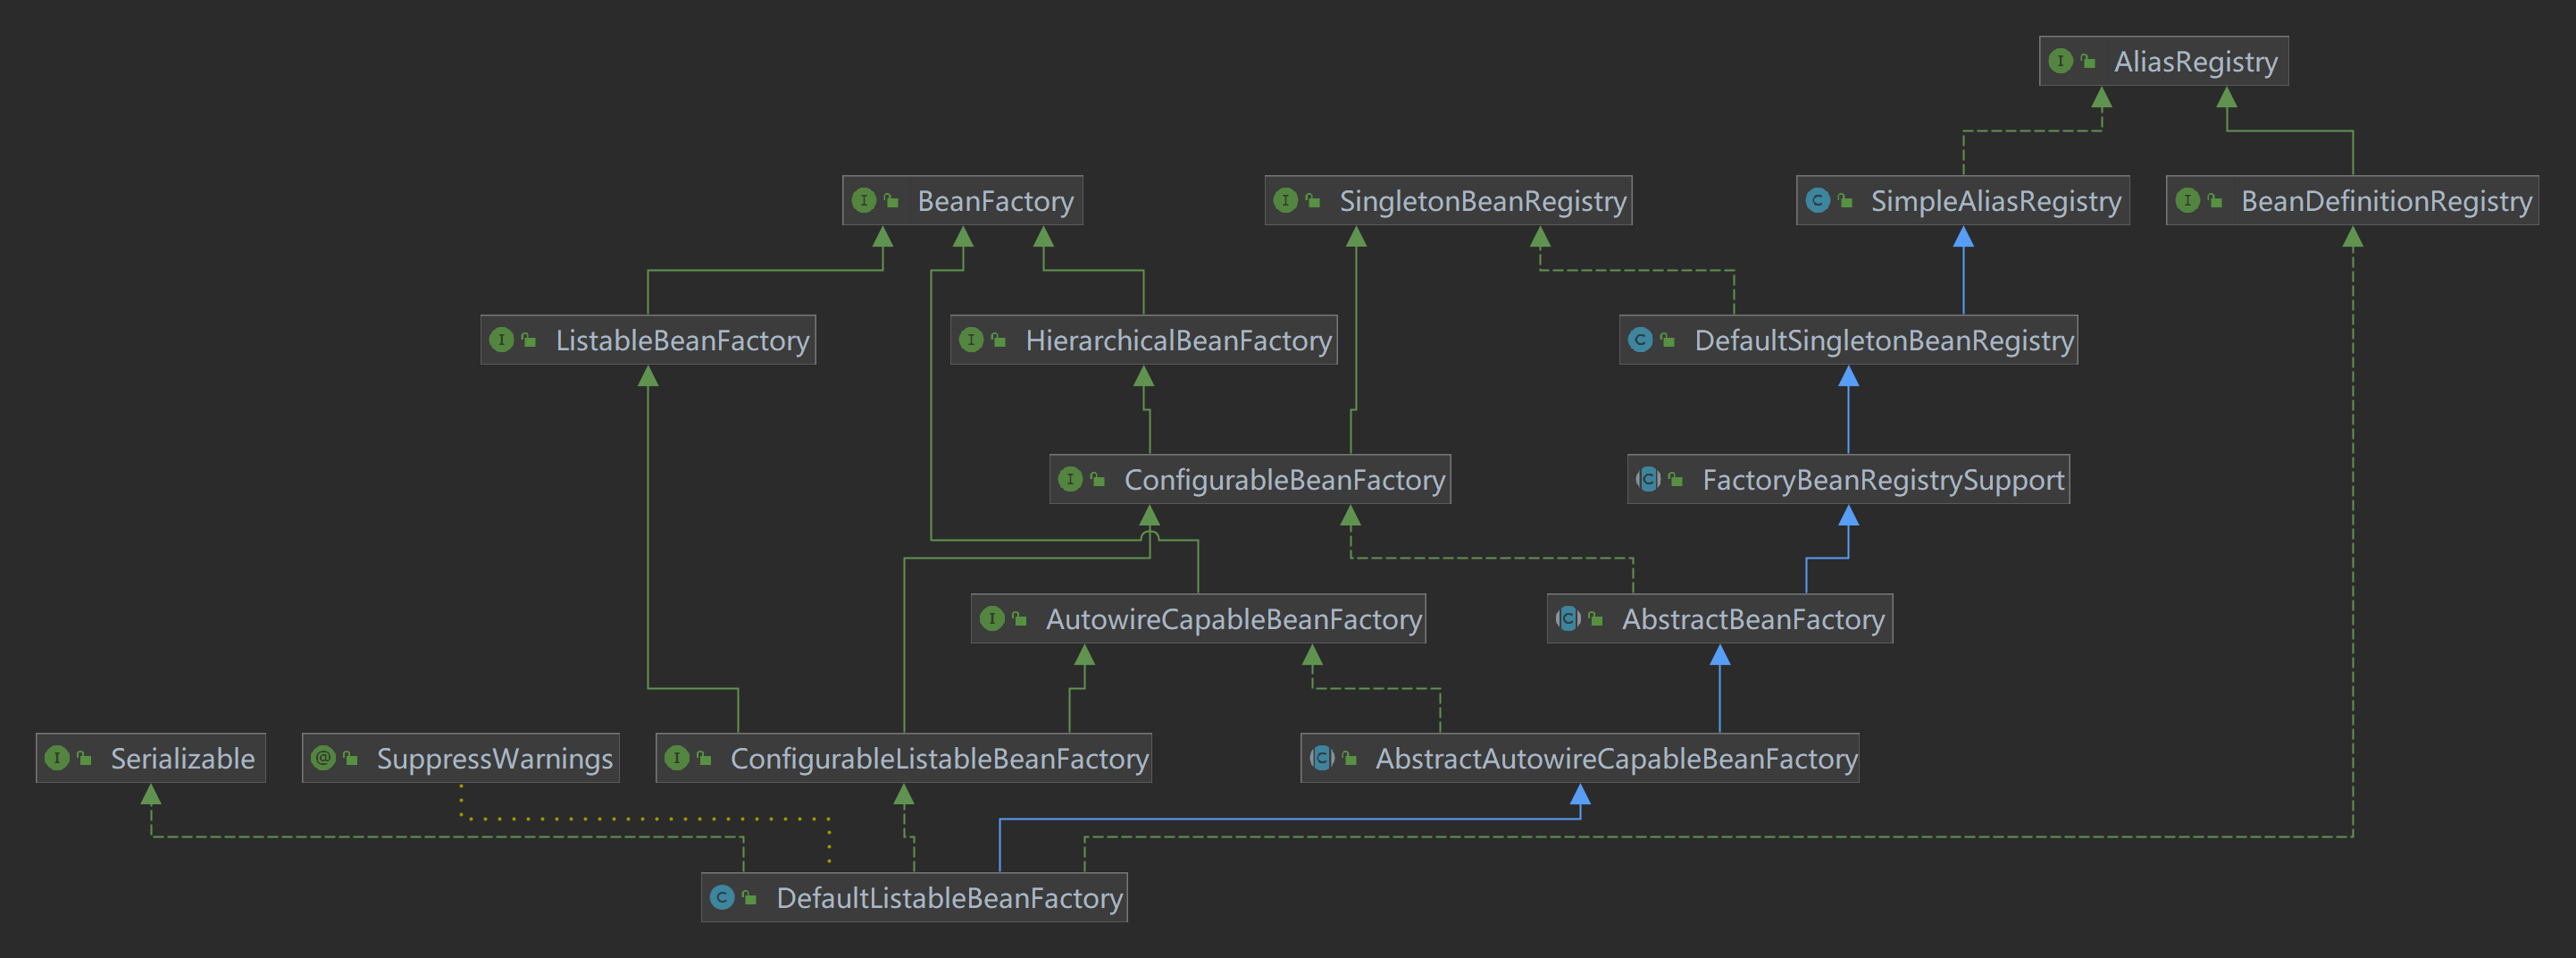 AliasRegistry
BeanFactory
SingletonBeanRegistry
SimpleAliasRegistry
BeanDefinitionRegistry
ListableBeanFactory
HierarchicalBeanFactory
DefaultSingletonBeanRegistry
ConfigurableBeanFactory
FactoryBeanRegistrySupport
AutowireCapableBeanFactory
AbstractBeanFactory
Serializable
SuppressWarnings
ConfigurableListableBeanFactory
AbstractAutowireCapableBeanFactory
DefaultListableBeanFactory